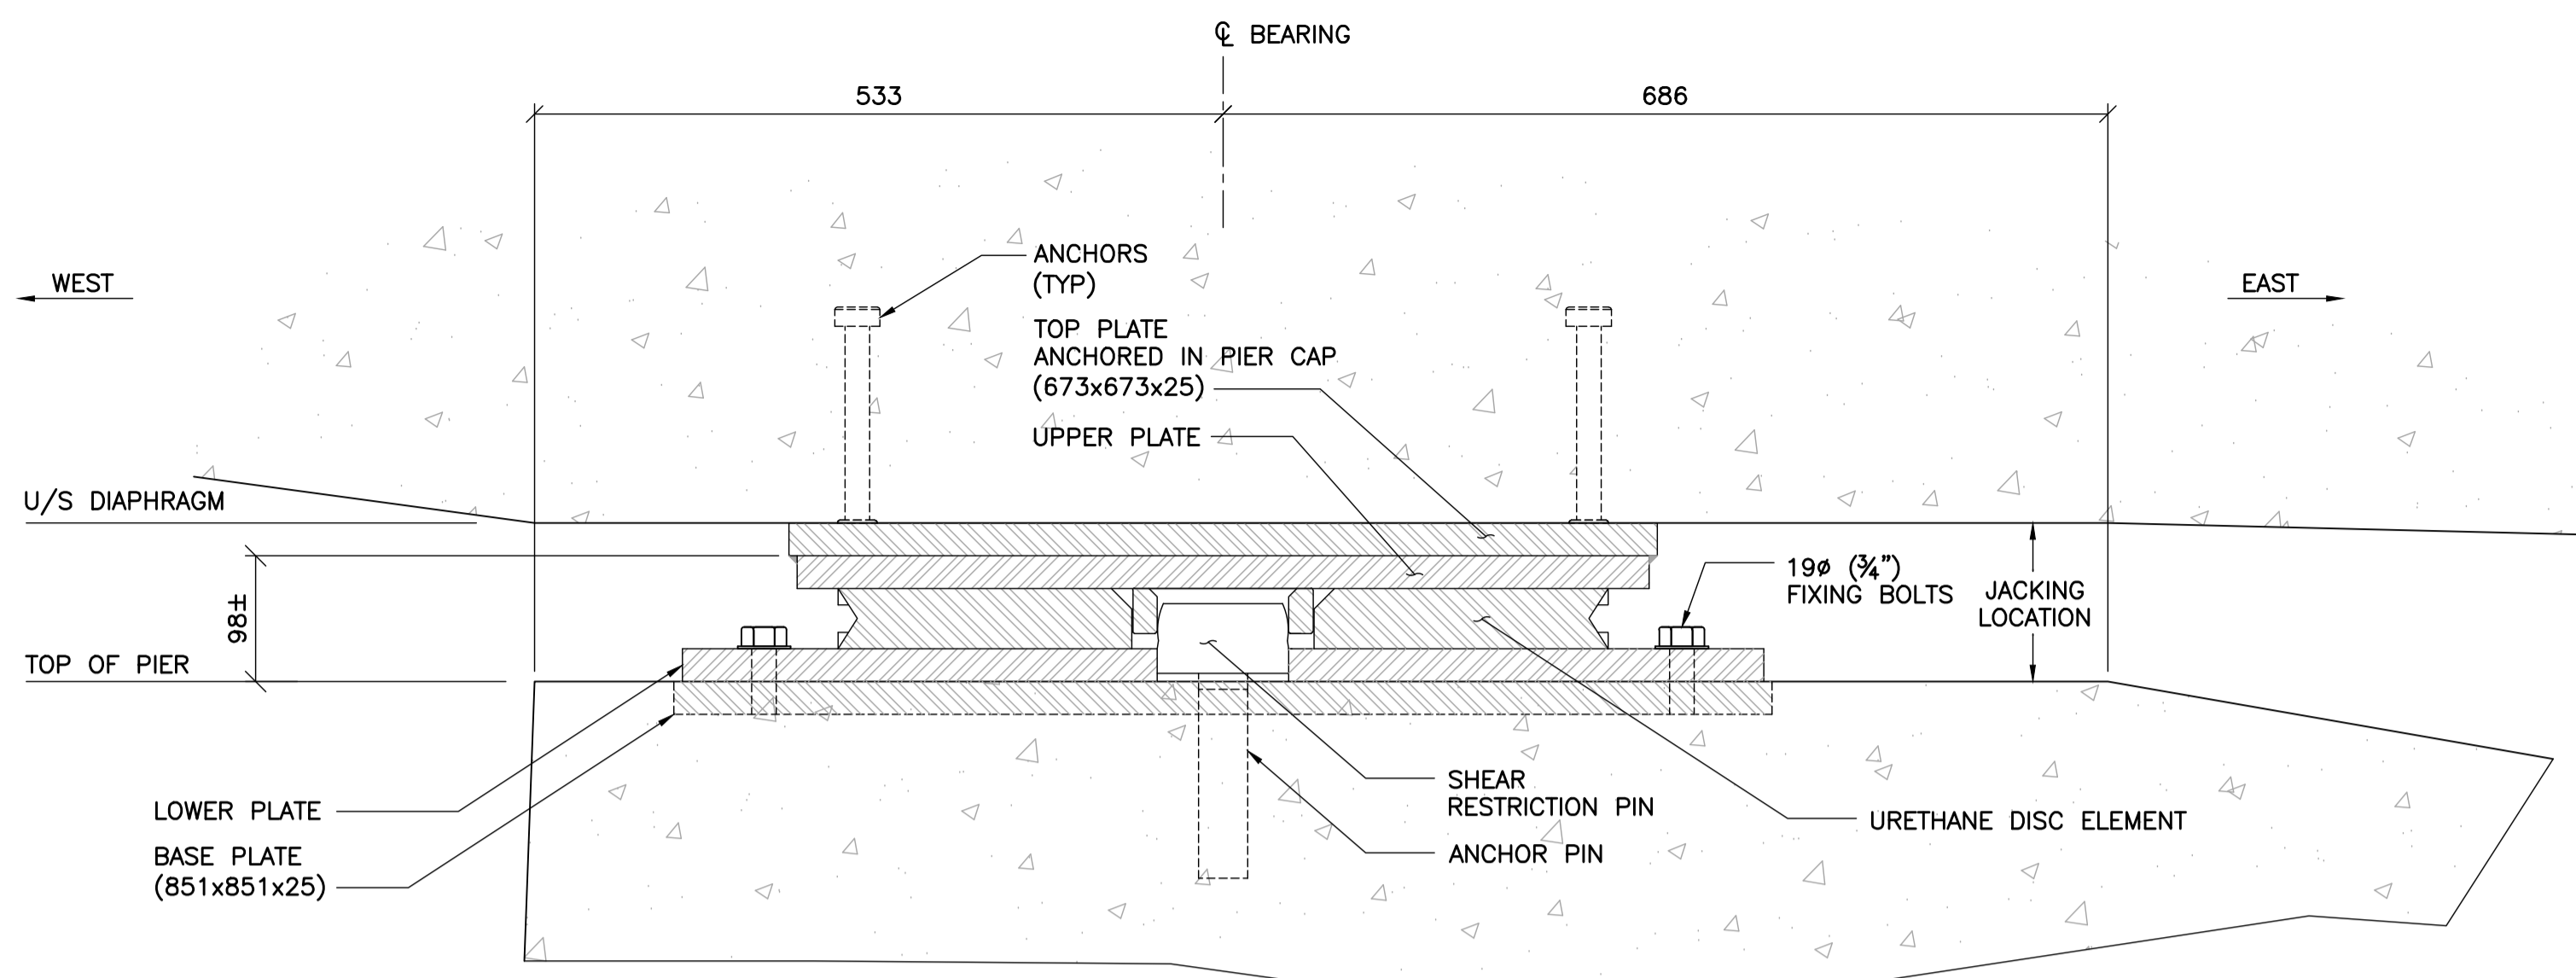 ℄ BEARING
533
686
WEST
EAST
ANCHORS
(TYP)
TOP PLATE
ANCHORED IN PIER CAP
(673x673x25)
UPPER PLATE
U/S DIAPHRAGM
98±
TOP OF PIER
19ø (¾")
FIXING BOLTS
JACKING
LOCATION
LOWER PLATE
BASE PLATE
(851x851x25)
SHEAR
RESTRICTION PIN
ANCHOR PIN
URETHANE DISC ELEMENT